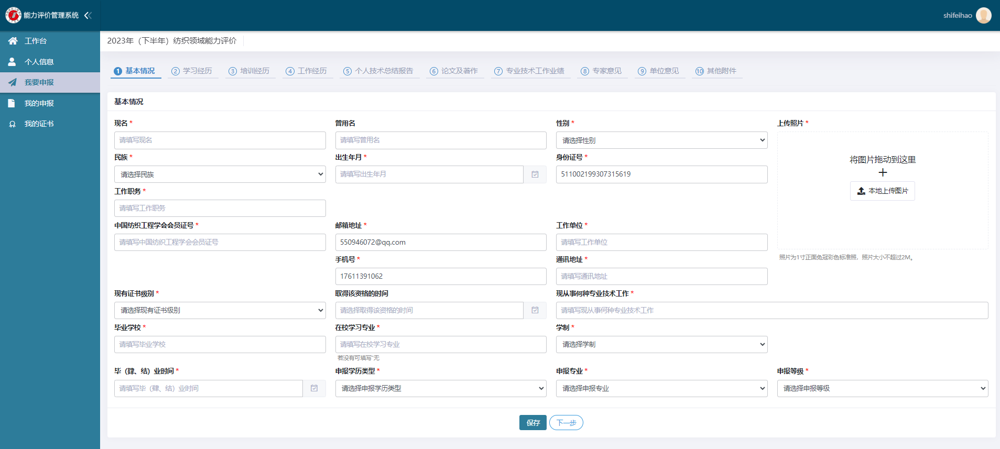 能力评价管理系统
shifeihao
工作台
个人信息
我要申报
我的申报
我的证书
2023年（下半年）纺织领域能力评价
1 基本情况
2 学习经历
3 培训经历
4 工作经历
5 个人技术总结报告
6 论文及著作
7 专业技术工作业绩
8 专家意见
9 单位意见
10 其他附件
基本情况
现名 *
曾用名
性别 *
上传照片 *
请填写现名
请填写曾用名
请选择性别
将图片拖动到这里
本地上传图片
照片为1寸正面免冠彩色标准照，照片大小不超过2M。
民族 *
出生年月 *
身份证号 *
请选择民族
请填写出生年月
511002199307315619
工作职务 *
请填写工作职务
中国纺织工程学会会员证号 *
邮箱地址 *
工作单位 *
请填写中国纺织工程学会会员证号
550946072@qq.com
请填写工作单位
手机号 *
通讯地址 *
17611391062
请填写通讯地址
现有证书级别 *
取得该资格的时间
现从事何种专业技术工作 *
请选择现有证书级别
请选择取得该资格的时间
请填写现从事何种专业技术工作
毕业学校 *
在校学习专业 *
学制 *
请填写毕业学校
请填写在校学习专业
请选择学制
若没有可填写"无
毕（肄、结）业时间 *
申报学历类型 *
申报专业 *
申报等级 *
请填写毕（肄、结）业时间
请选择申报学历类型
请选择申报专业
请选择申报等级
保存
下一步